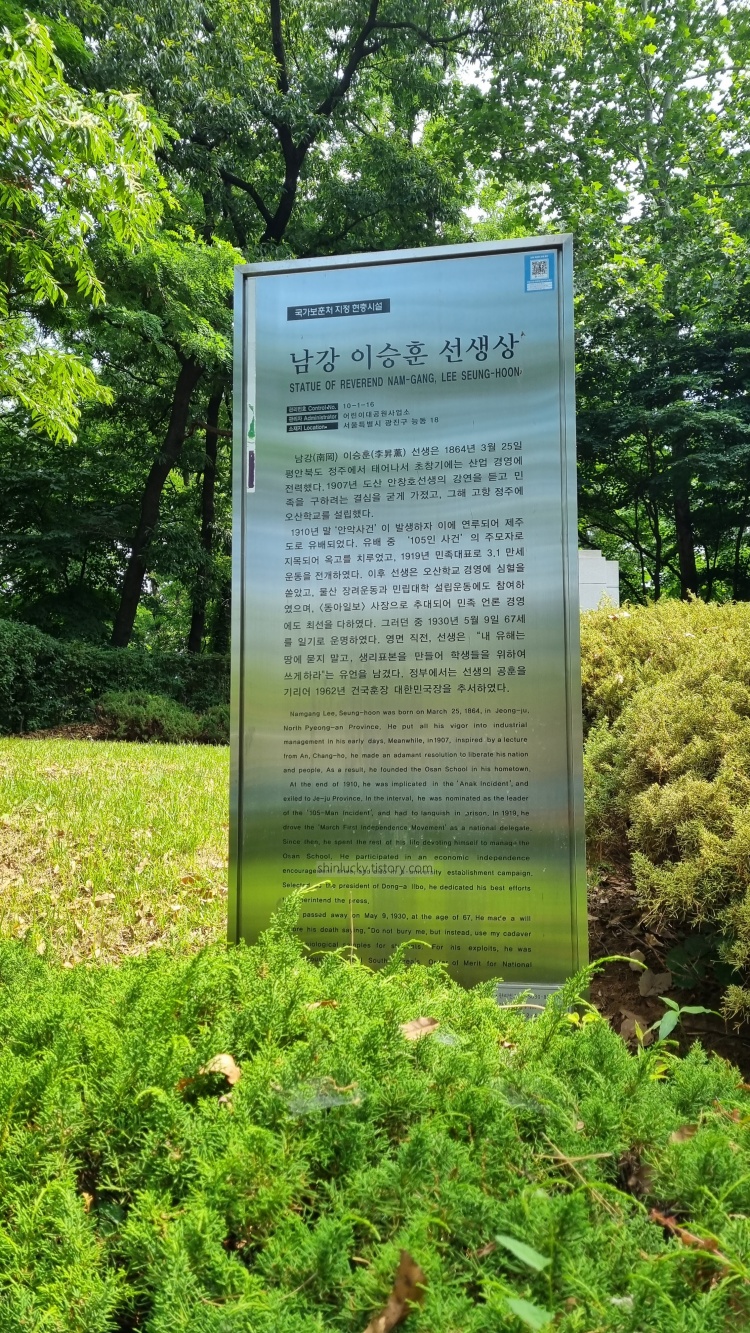 국가보훈처 지정 현충시설
남강 이승훈 선생상
STATUE OF REVEREND NAM-GANG, LEE SEUNG-HOON
관리번호 Control-No. 10-1-16
관리자 Administrator 어린이대공원사업소
소재지 Location 서울특별시 광진구 능동 18
남강(南岡) 이승훈(李昇薰) 선생은 1864년 3월 25일
평안북도 정주에서 태어나서 초창기에는 산업 경영에
전력했다. 1907년 도산 안창호선생의 강연을 듣고 민
족을 구하려는 결심을 굳게 가졌고, 그해 고향 정주에
오산학교를 설립했다.
1910년 말 '안악사건' 이 발생하자 이에 연루되어 제주
도로 유배되었다. 유배 중 '105인 사건' 의 주모자로
지목되어 옥고를 치루었고, 1919년 민족대표로 3.1 만세
운동을 전개하였다. 이후 선생은 오산학교 경영에 심혈을
쏟았고, 물산 장려운동과 민립대학 설립운동에도 참여하
였으며, 《동아일보》 사장으로 추대되어 민족 언론 경영
에도 최선을 다하였다. 그러던 중 1930년 5월 9일 67세
를 일기로 운명하였다. 영면 직전, 선생은 "내 유해는
땅에 묻지 말고, 생리표본을 만들어 학생들을 위하여
쓰게하라"는 유언을 남겼다. 정부에서는 선생의 공훈을
기리어 1962년 건국훈장 대한민국장을 추서하였다.
Namgang Lee, Seung-hoon was born on March 25, 1864, in Jeong-ju,
North Pyeong-an Province. He put all his vigor into industrial
management in his early days. Meanwhile, in 1907, inspired by a lecture
from An, Chang-ho, he made an adamant resolution to liberate his nation
and people. As a result, he founded the Osan School in his hometown.
At the end of 1910, he was implicated in the 'Anak Incident', and
exiled to Je-ju Province. In the interval, he was nominated as the leader
of the '105-Man Incident', and had to languish in prison. In 1919, he
drove the 'March First Independence Movement' as a national delegate.
Since then, he spent the rest of his life devoting himself to manage the
Osan School. He participated in an economic independence
establishment campaign.
shinlucky.tistory.com
the president of Dong-a Ilbo, he dedicated his best efforts
the press.
passed away on May 9, 1930, at the age of 67. He made a will
his death saying, "Do not bury me, but instead, use my cadaver
for For his exploits, he was
of Merit for National